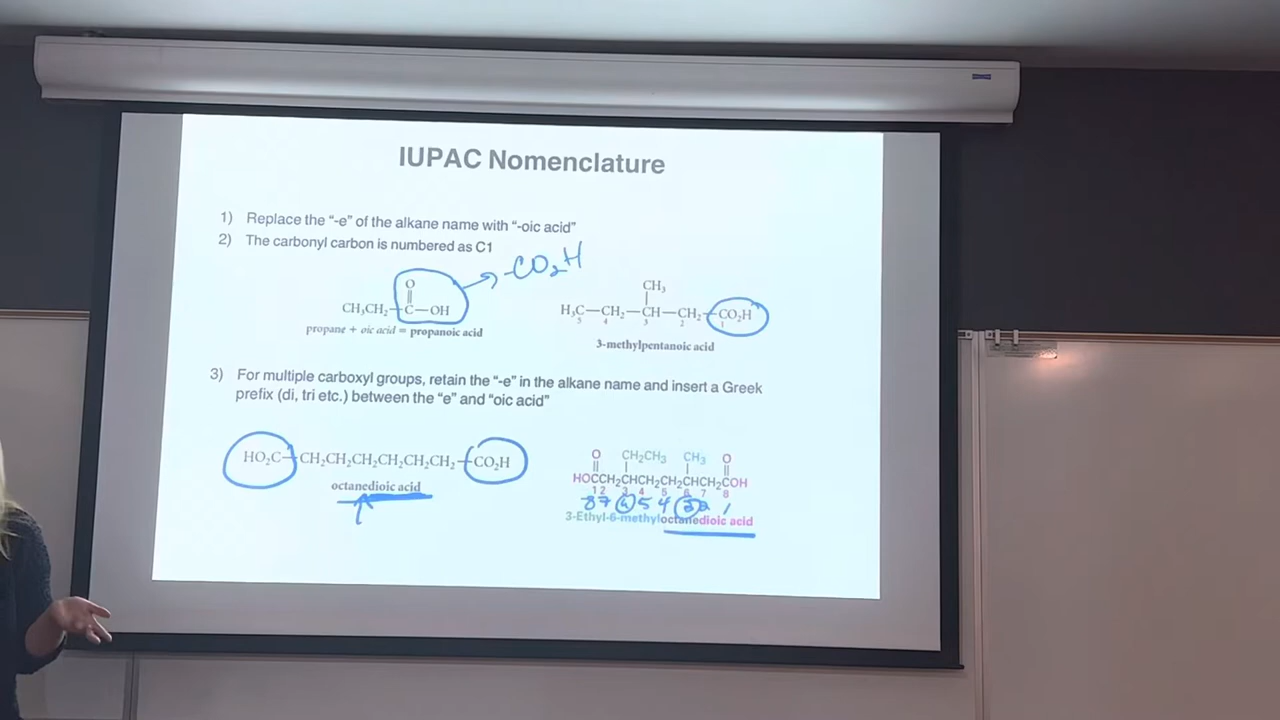 IUPAC Nomenclature
1) Replace the “-e” of the alkane name with “-oic acid”
2) The carbonyl carbon is numbered as C1
-CO₂H
O
CH₃CH₂—C—OH
propane + oic acid = propanoic acid
CH₃
H₃C—CH₂—CH—CH₂—CO₂H
5 4 3 2 1
3-methylpentanoic acid
3) For multiple carboxyl groups, retain the “-e” in the alkane name and insert a Greek
prefix (di, tri etc.) between the “e” and “oic acid”
HO₂C—CH₂CH₂CH₂CH₂CH₂CH₂—CO₂H
octanedioic acid
O CH₂CH₃ CH₃ O
HOCCH₂CHCH₂CH₂CHCH₂COH
1 2 3 4 5 6 7 8
8 7 6 5 4 3 2 1
3-Ethyl-6-methyloctanedioic acid